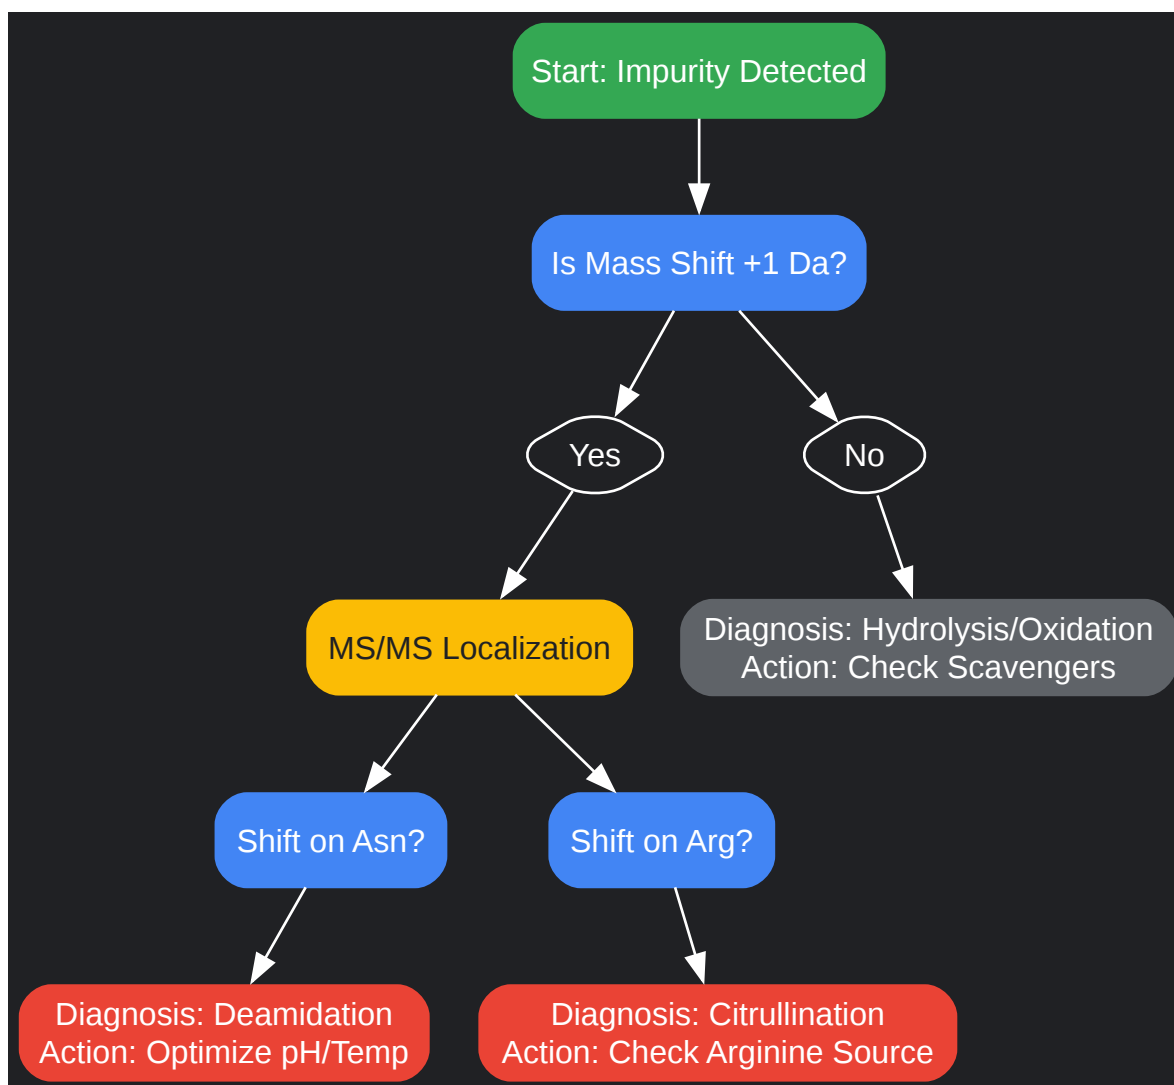 Start: Impurity Detected
Is Mass Shift +1 Da?
Yes
No
MS/MS Localization
Diagnosis: Hydrolysis/Oxidation
Action: Check Scavengers
Shift on Asn?
Shift on Arg?
Diagnosis: Deamidation
Action: Optimize pH/Temp
Diagnosis: Citrullination
Action: Check Arginine Source